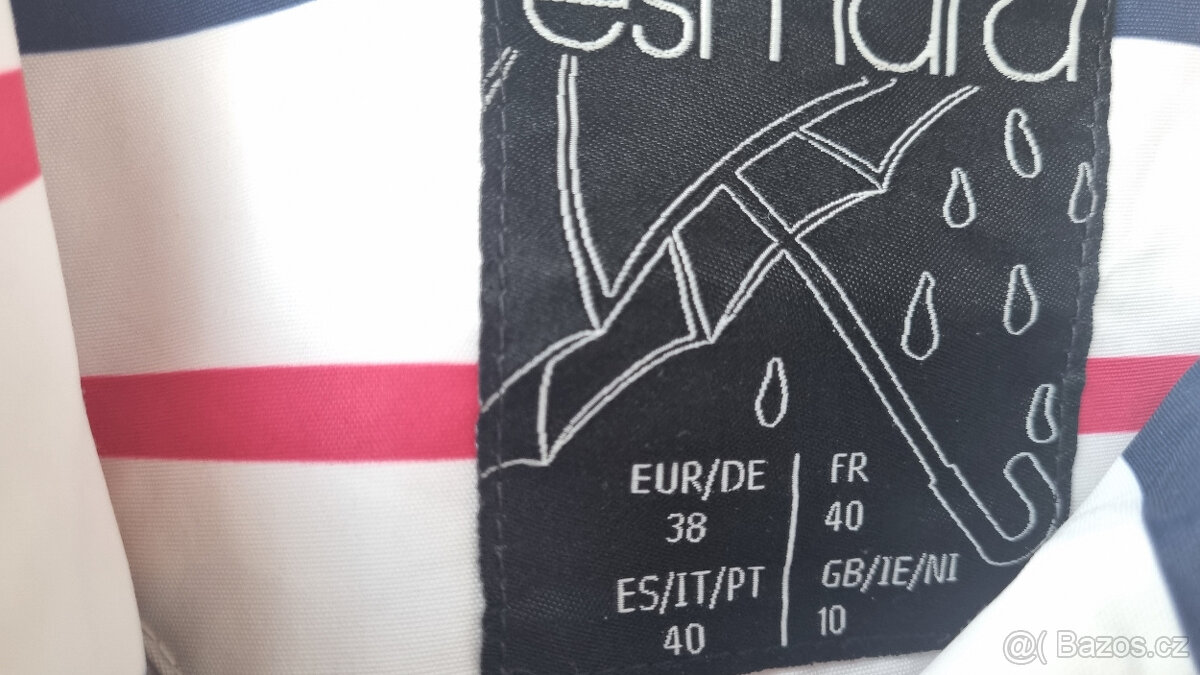 esmara
EUR/DE
38
FR
40
ES/IT/PT
40
GB/IE/NI
10
@( Bazos.cz